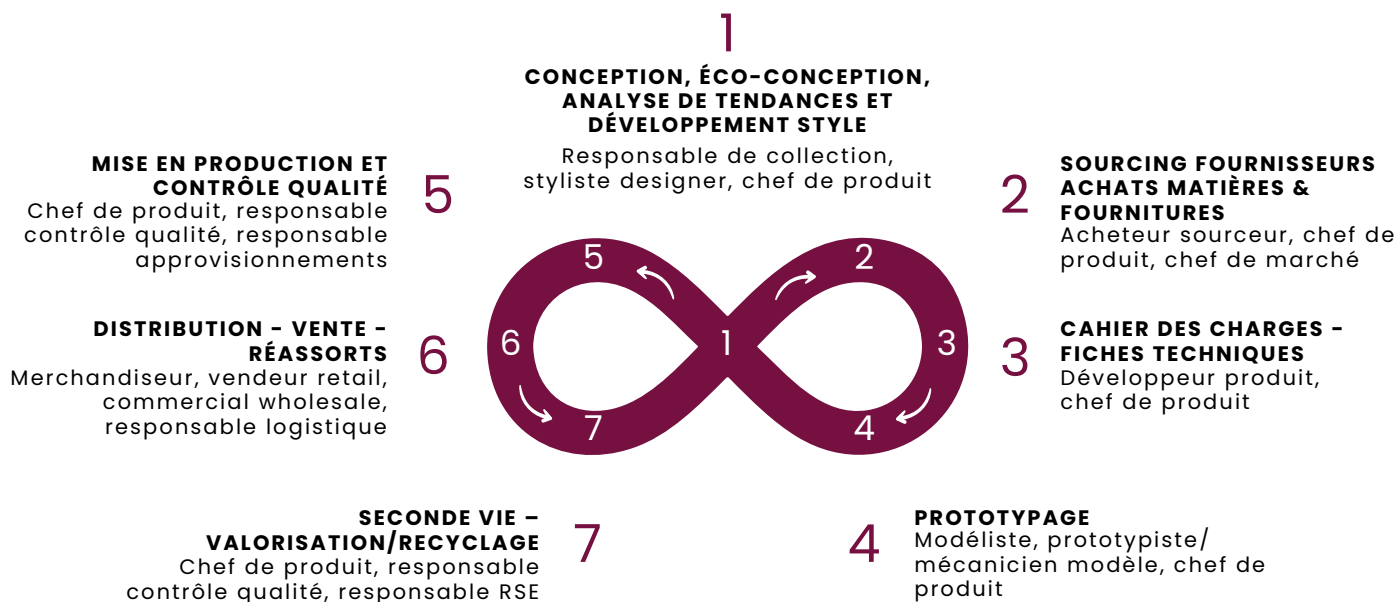 1
CONCEPTION, ÉCO-CONCEPTION,
ANALYSE DE TENDANCES ET
DÉVELOPPEMENT STYLE
Responsable de collection,
styliste designer, chef de produit
2
SOURCING FOURNISSEURS
ACHATS MATIÈRES &
FOURNITURES
Acheteur sourceur, chef de
produit, chef de marché
3
CAHIER DES CHARGES -
FICHES TECHNIQUES
Développeur produit,
chef de produit
4
PROTOTYPAGE
Modéliste, prototypiste/
mécanicien modèle, chef de
produit
MISE EN PRODUCTION ET
CONTRÔLE QUALITÉ
5
Chef de produit, responsable
contrôle qualité, responsable
approvisionnements
DISTRIBUTION - VENTE -
RÉASSORTS
6
Merchandiseur, vendeur retail,
commercial wholesale,
responsable logistique
SECONDE VIE –
VALORISATION/RECYCLAGE
7
Chef de produit, responsable
contrôle qualité, responsable RSE
5
2
6
1
3
7
4